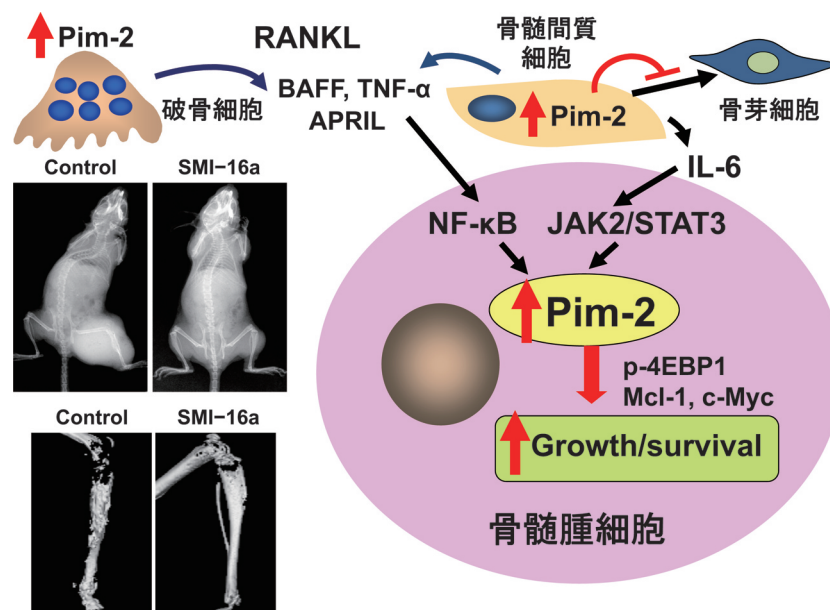 Pim-2
破骨細胞
RANKL
BAFF, TNF-α
APRIL
骨髄間質
細胞
Pim-2
骨芽細胞
IL-6
Control
SMI−16a
Control
SMI−16a
NF-κB
JAK2/STAT3
Pim-2
p-4EBP1
Mcl-1, c-Myc
Growth/survival
骨髄腫細胞